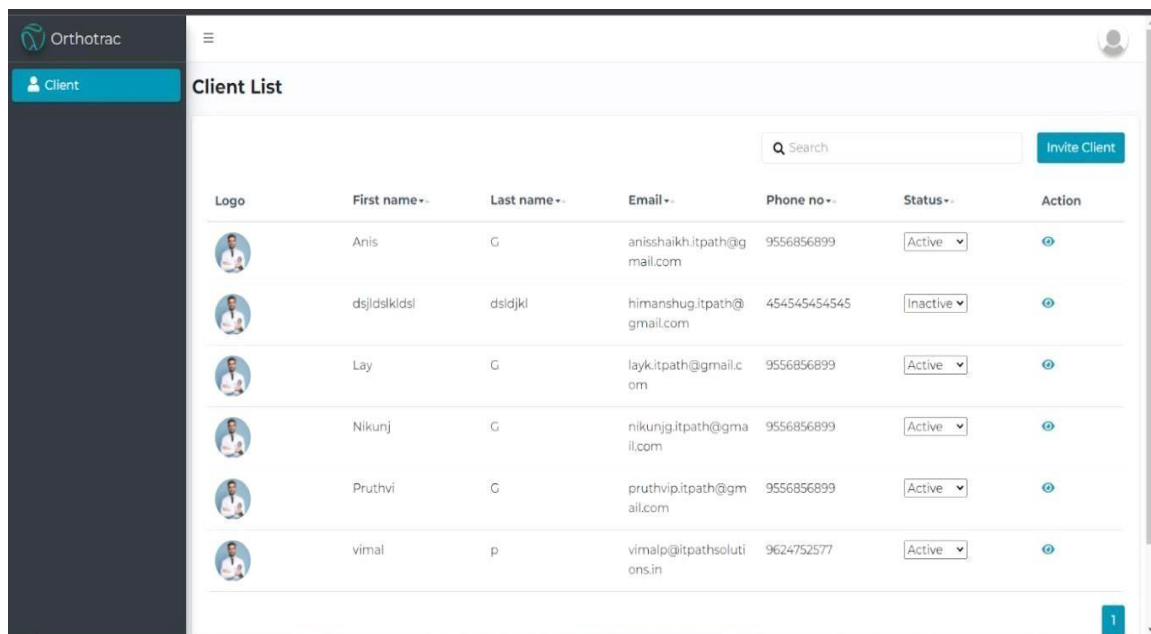 Orthotrac
Client
Client List
Search
Invite Client
Logo First name Last name Email Phone no Status Action
Anis G anisshaikh.itpath@g 9556856899 Active
mail.com
dsjldslkldsl dsldjkl himanshug.itpath@ 454545454545 Inactive
gmail.com
Lay G layk.itpath@gmail.c 9556856899 Active
om
Nikunj G nikunjg.itpath@gma 9556856899 Active
il.com
Pruthvi G pruthvip.itpath@gm 9556856899 Active
ail.com
vimal p vimalp@itpathsoluti 9624752577 Active
ons.in
1